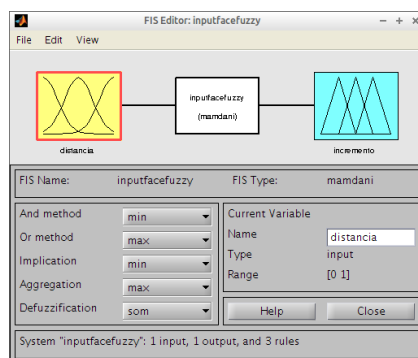 FIS Editor: inputfacefuzzy
File Edit View
inputfacefuzzy
(mamdani)
distancia
incremento
FIS Name: inputfacefuzzy FIS Type: mamdani
And method min
Or method max
Implication min
Aggregation max
Defuzzification som
Current Variable
Name distancia
Type input
Range [0 1]
Help Close
System "inputfacefuzzy": 1 input, 1 output, and 3 rules